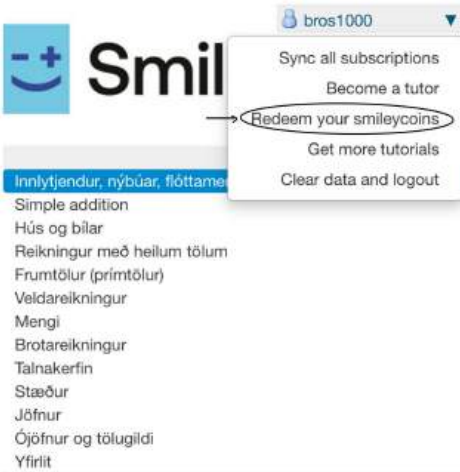 bros1000
Smil
Sync all subscriptions
Become a tutor
Redeem your smileycoins
Get more tutorials
Clear data and logout
Innlytjendur, nýbúar, flóttamen
Simple addition
Hús og bílar
Reikningur með heilum tölum
Frumtölur (prímtölur)
Veldareikningur
Mengi
Brotareikningur
Talnakerfin
Stæður
Jöfnur
Ójöfnur og tölugildi
Yfirlit